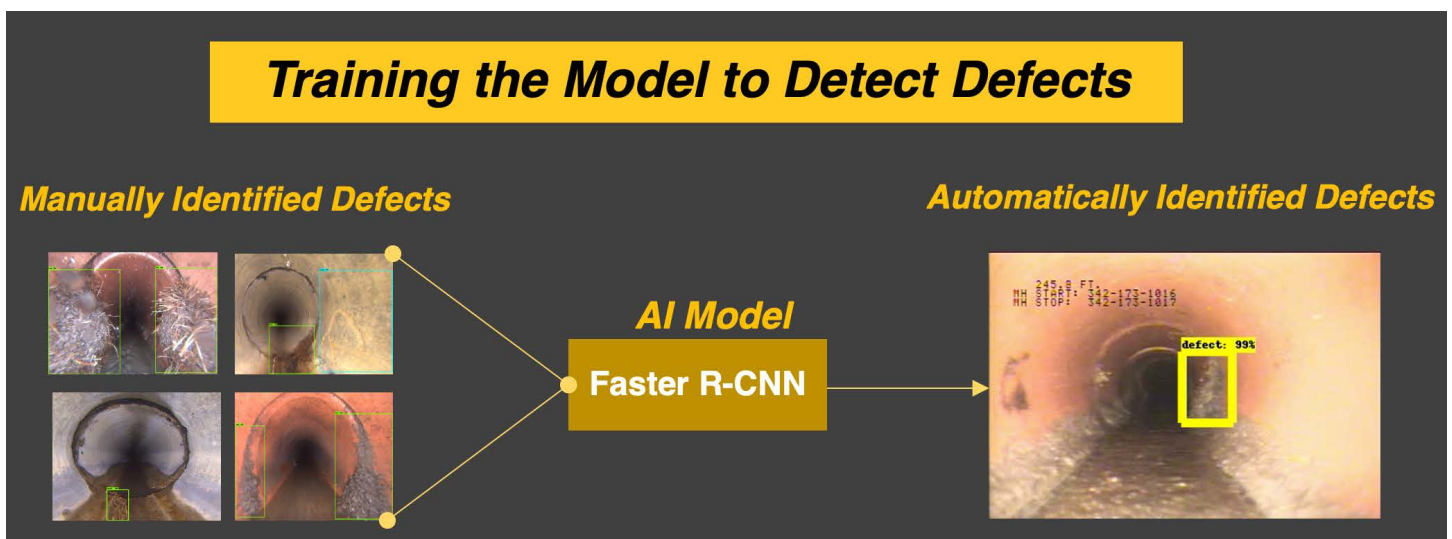 Training the Model to Detect Defects
Manually Identified Defects
Automatically Identified Defects
AI Model
Faster R-CNN
245.8 FT.
MH START: 342-173-1016
MH STOP: 342-173-1017
defect: 99%